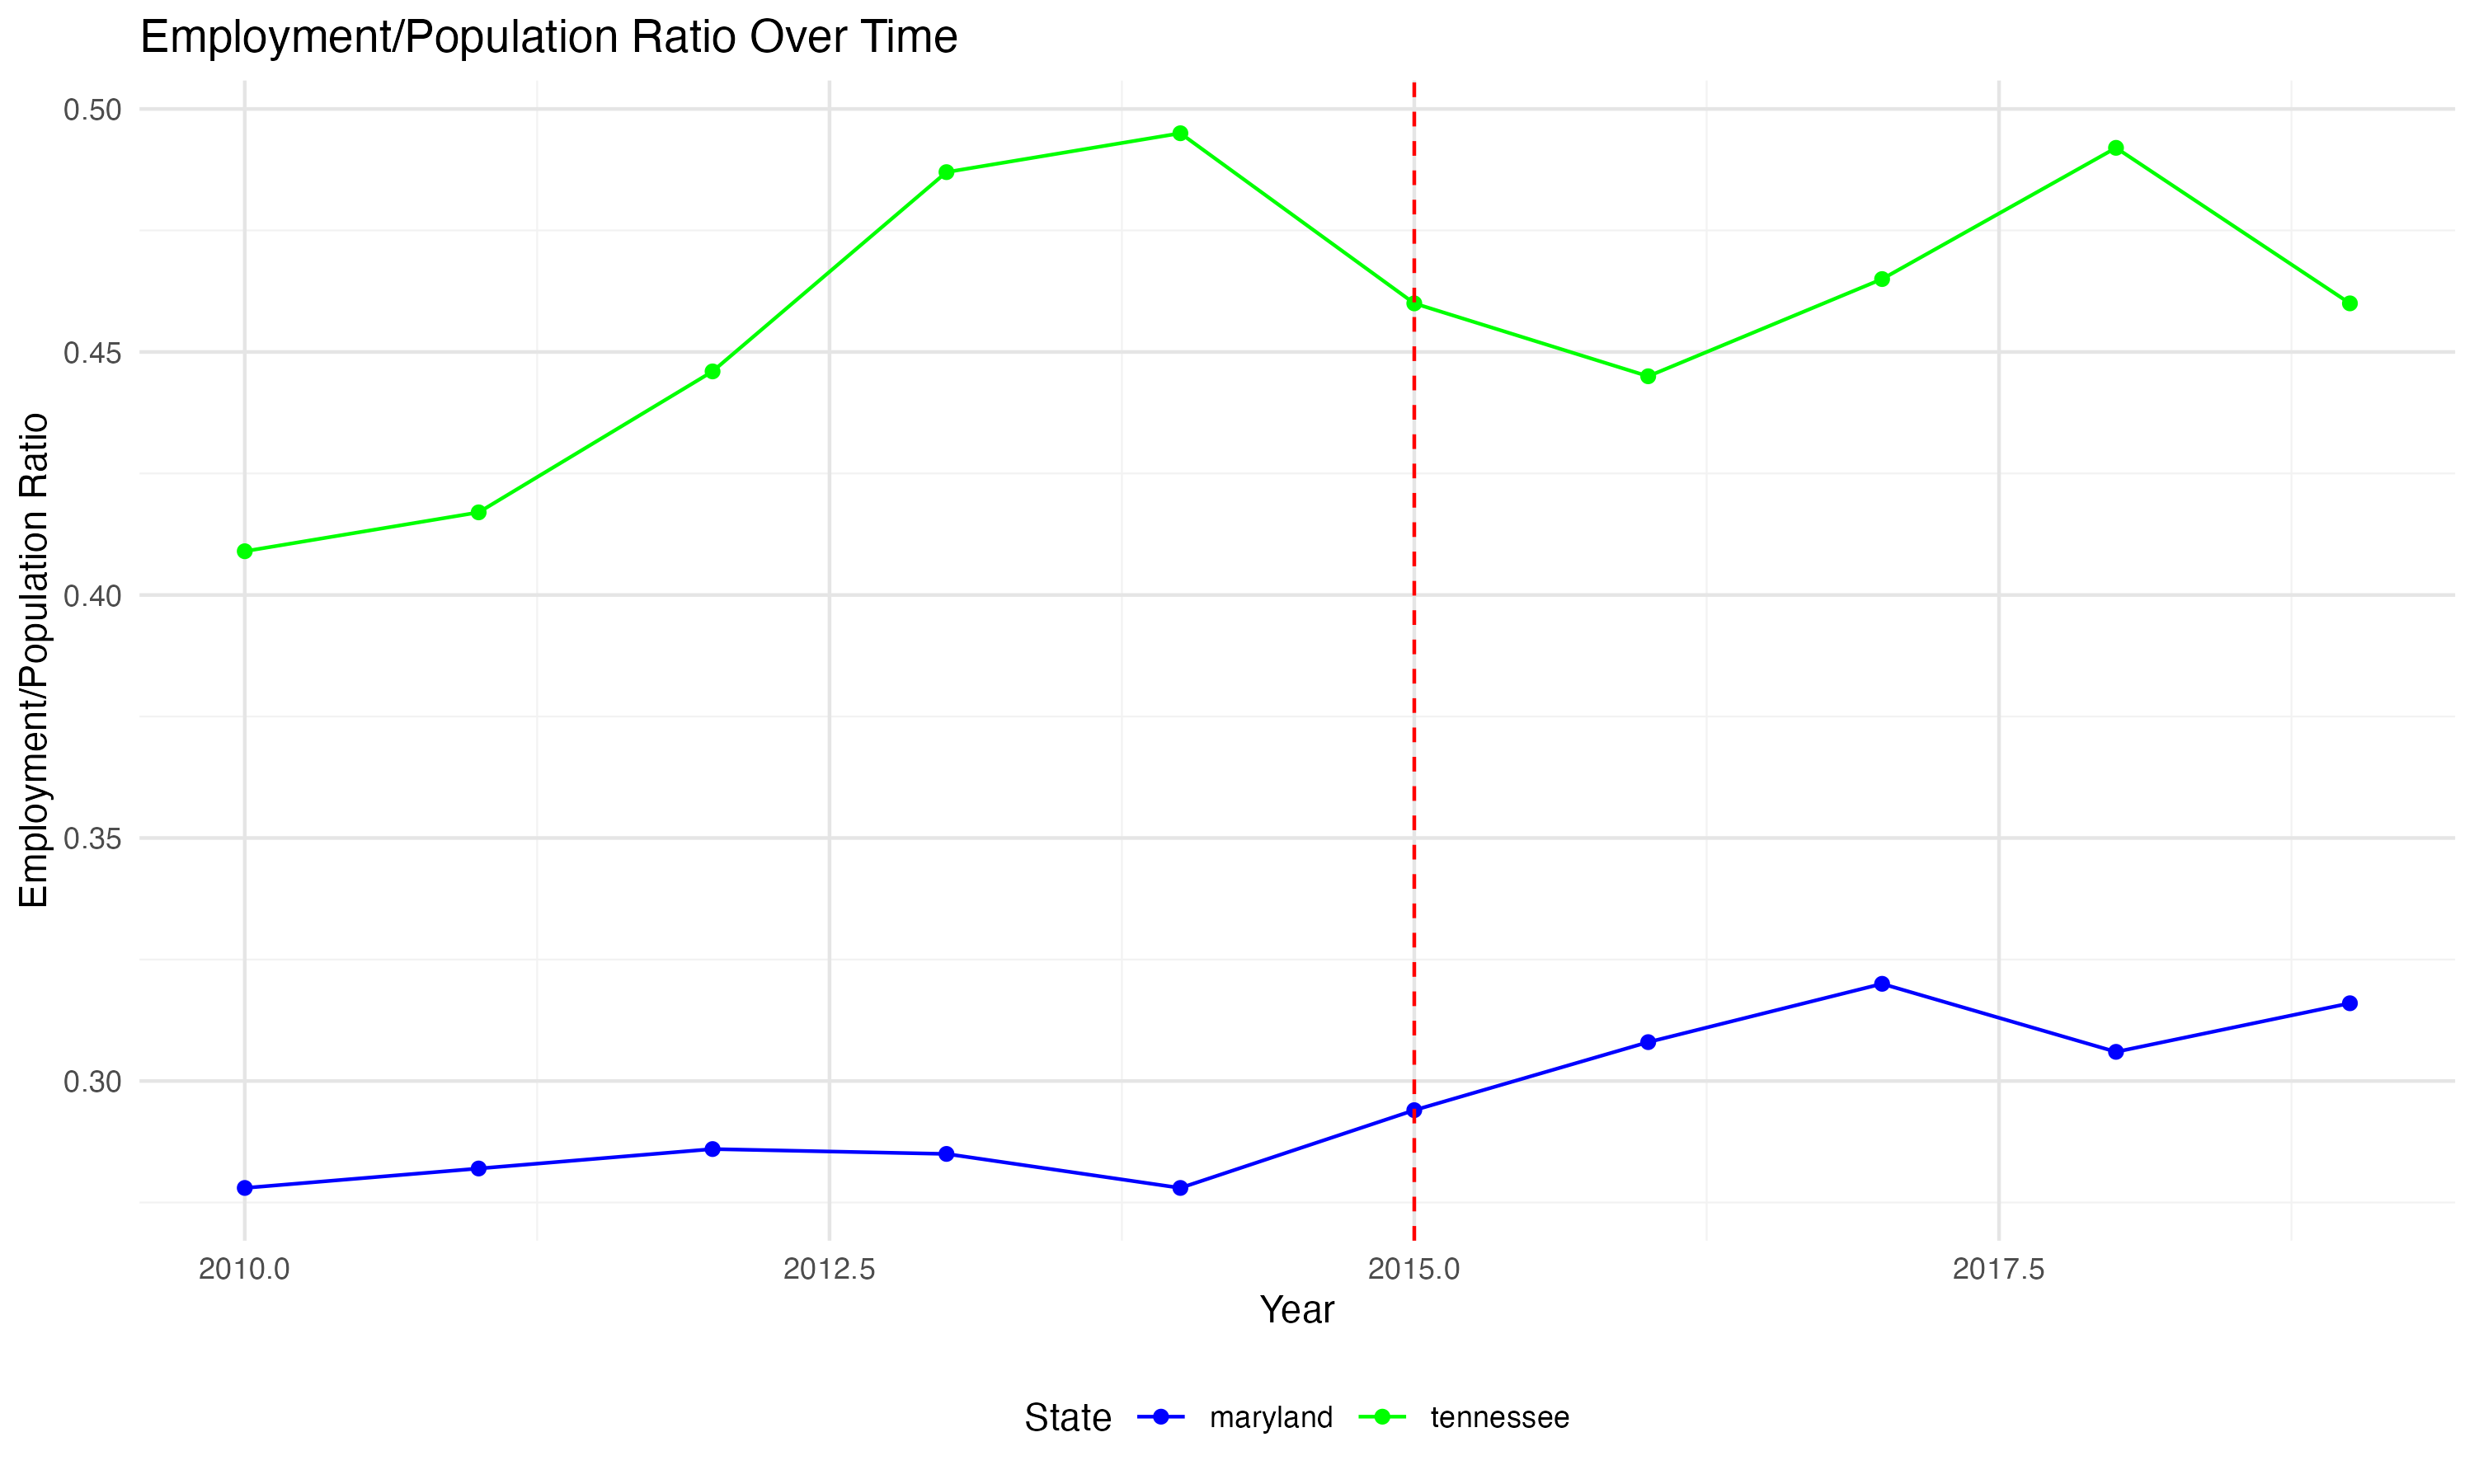 Employment/Population Ratio Over Time
Employment/Population Ratio
0.50
0.45
0.40
0.35
0.30
2010.0
2012.5
2015.0
2017.5
Year
State maryland tennessee